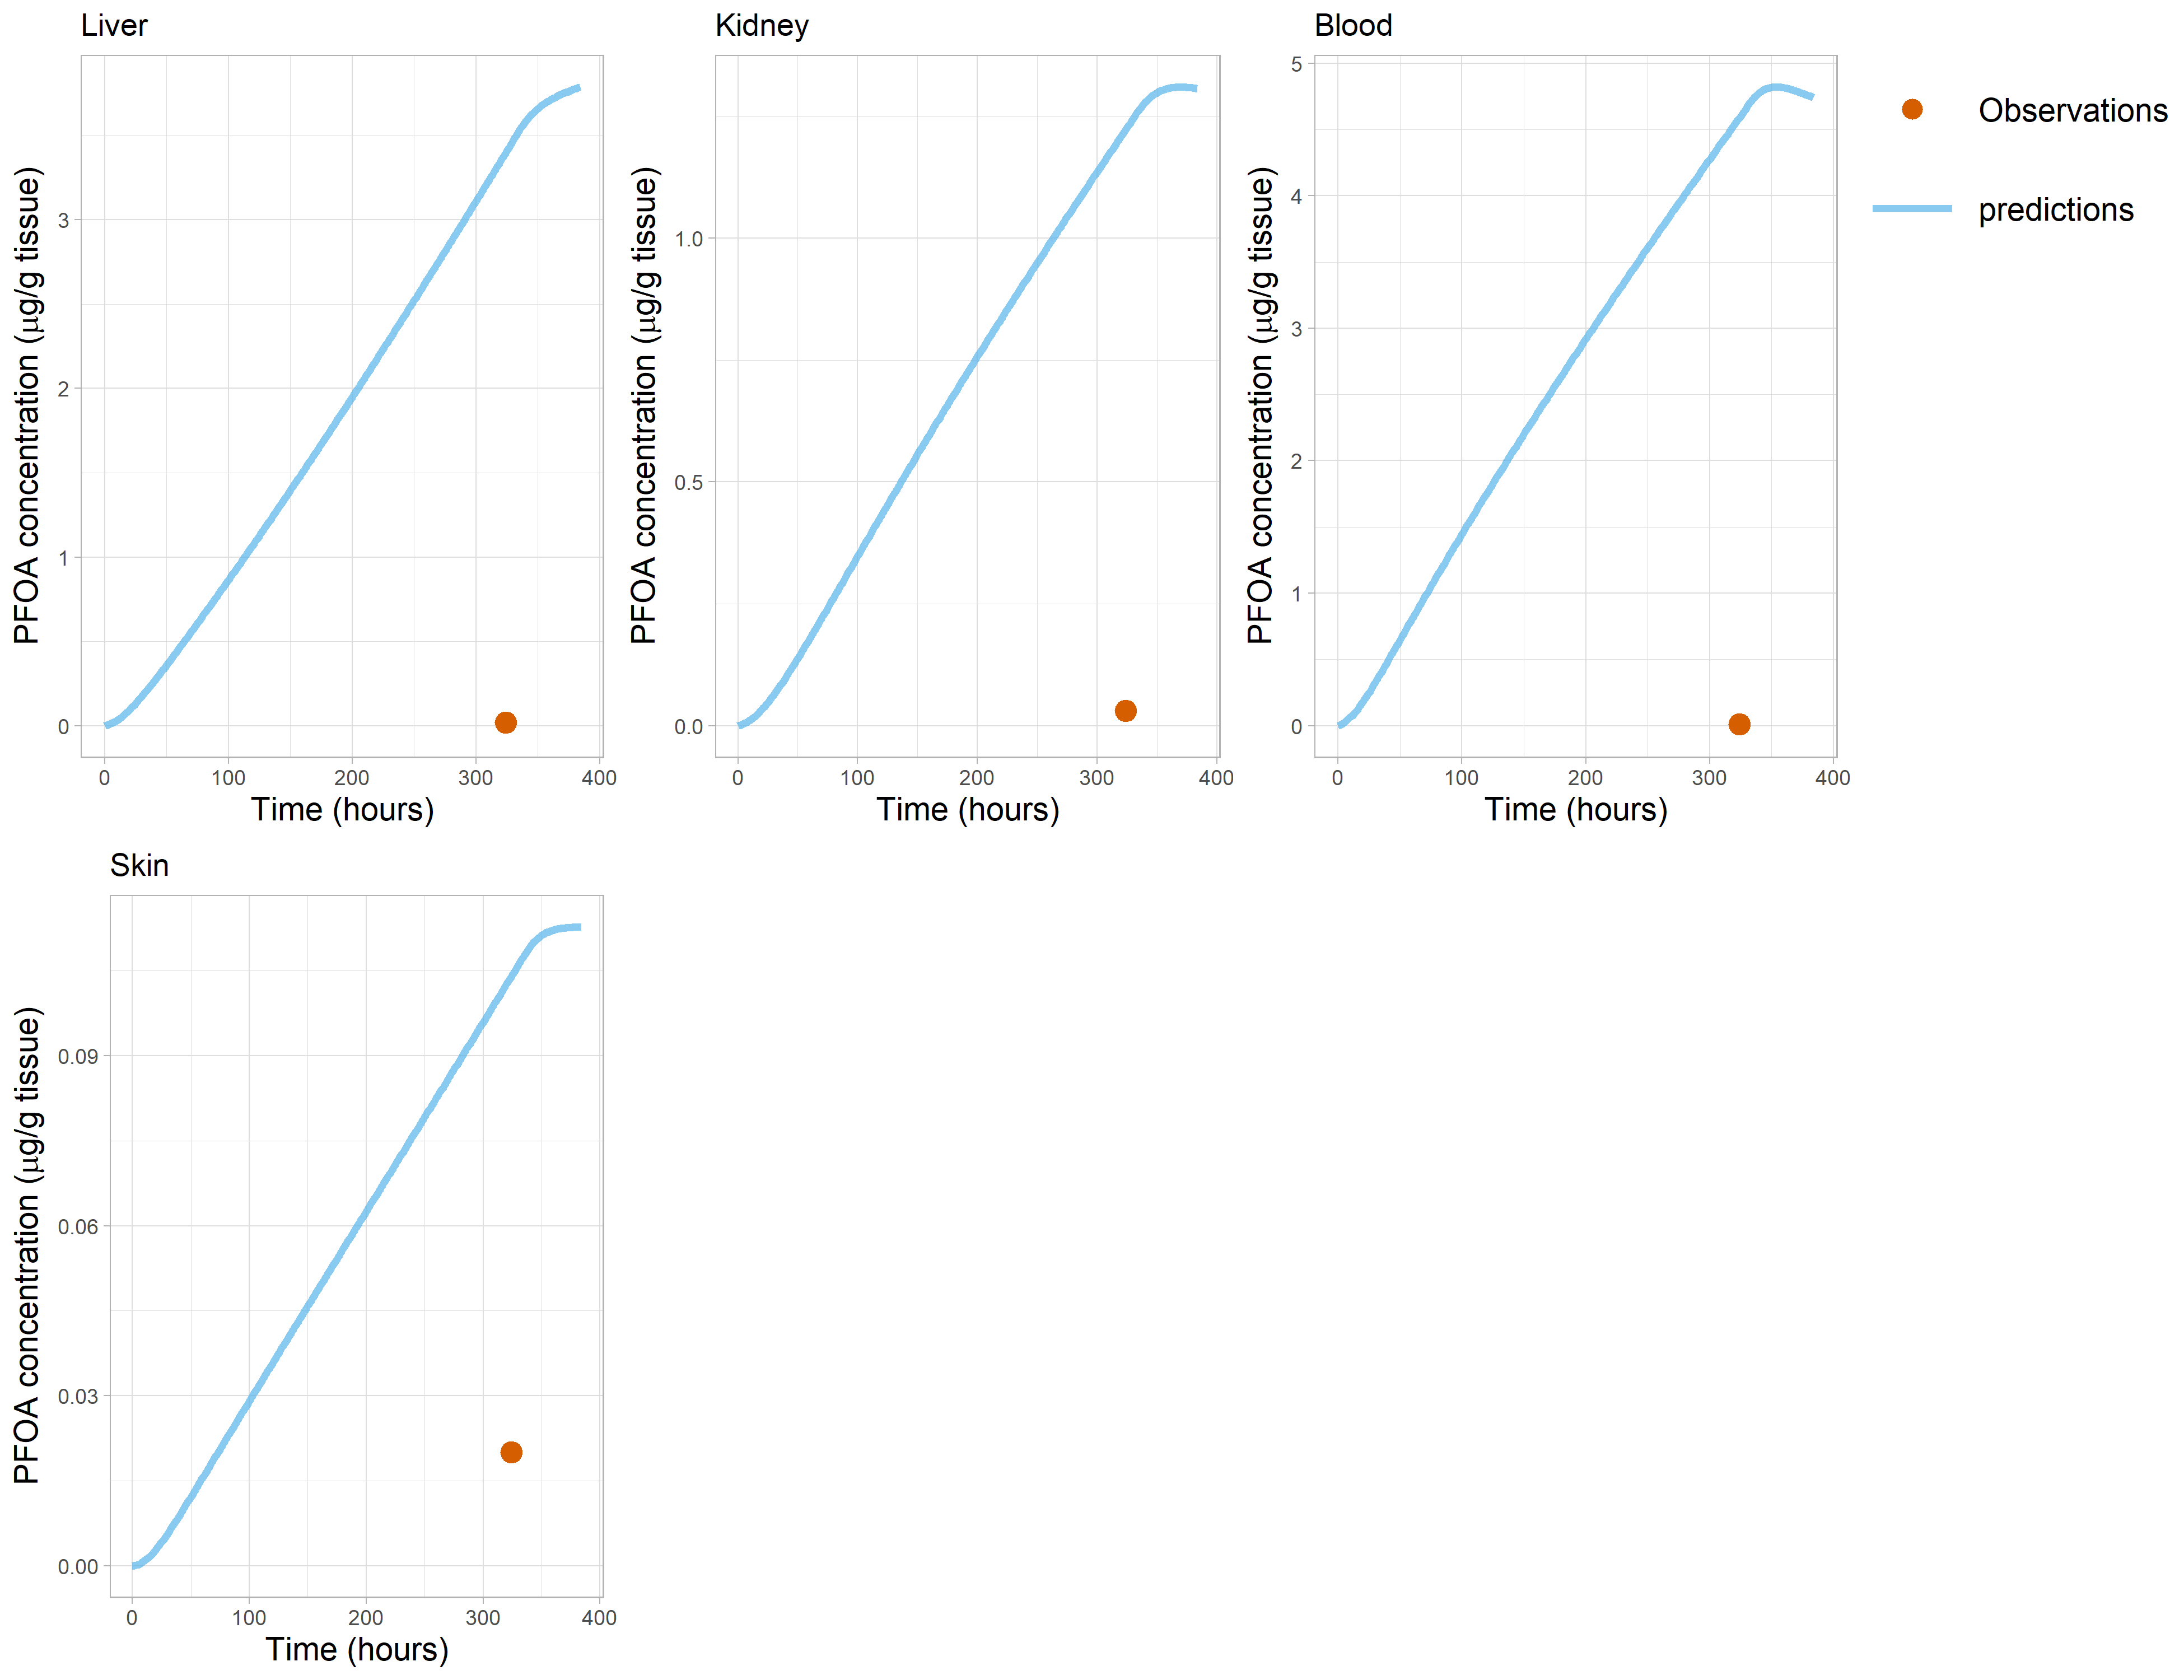 Liver
PFOA concentration (μg/g tissue)
3
2
1
0
0 100 200 300 400
Time (hours)
Kidney
PFOA concentration (μg/g tissue)
1.0
0.5
0.0
0 100 200 300 400
Time (hours)
Blood
PFOA concentration (μg/g tissue)
5
4
3
2
1
0
0 100 200 300 400
Time (hours)
Observations
predictions
Skin
PFOA concentration (μg/g tissue)
0.09
0.06
0.03
0.00
0 100 200 300 400
Time (hours)